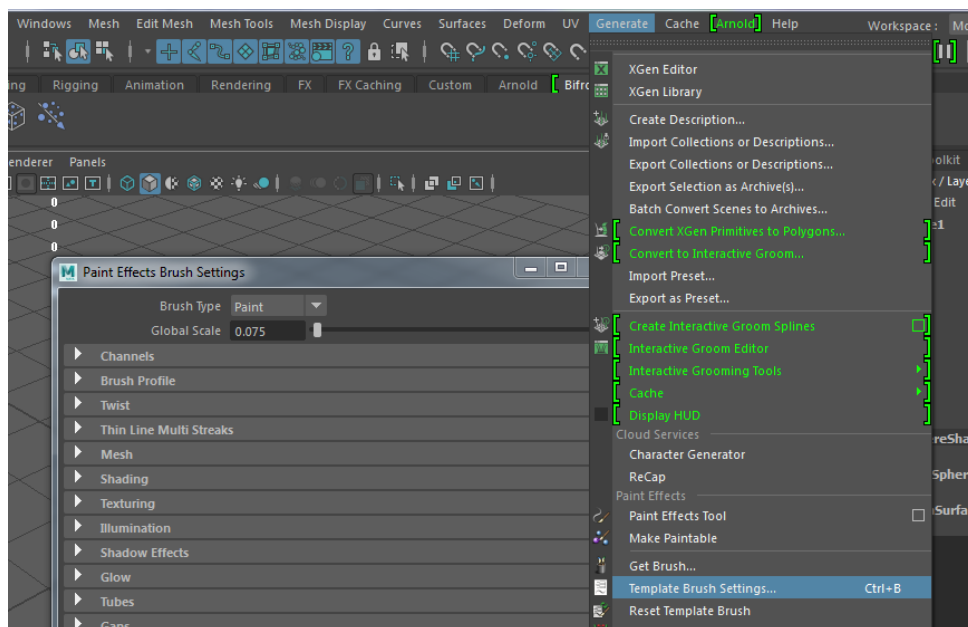 Windows Mesh Edit Mesh Mesh Tools Mesh Display Curves Surfaces Deform UV Generate Cache [Arnold] Help Workspace:
Rigging Animation Rendering FX FX Caching Custom Arnold
Panels
0
0
0
Paint Effects Brush Settings
Brush Type Paint
Global Scale 0.075
Channels
Brush Profile
Twist
Thin Line Multi Streaks
Mesh
Shading
Texturing
Illumination
Shadow Effects
Glow
Tubes
Gaps
XGen Editor
XGen Library
Create Description...
Import Collections or Descriptions...
Export Collections or Descriptions...
Export Selection as Archive(s)...
Batch Convert Scenes to Archives...
Convert XGen Primitives to Polygons...
Convert to Interactive Groom...
Import Preset...
Export as Preset...
Create Interactive Groom Splines
Interactive Groom Editor
Interactive Grooming Tools
Cache
Display HUD
Cloud Services
Character Generator
ReCap
Paint Effects
Paint Effects Tool
Make Paintable
Get Brush...
Template Brush Settings... Ctrl+B
Reset Template Brush
Edit